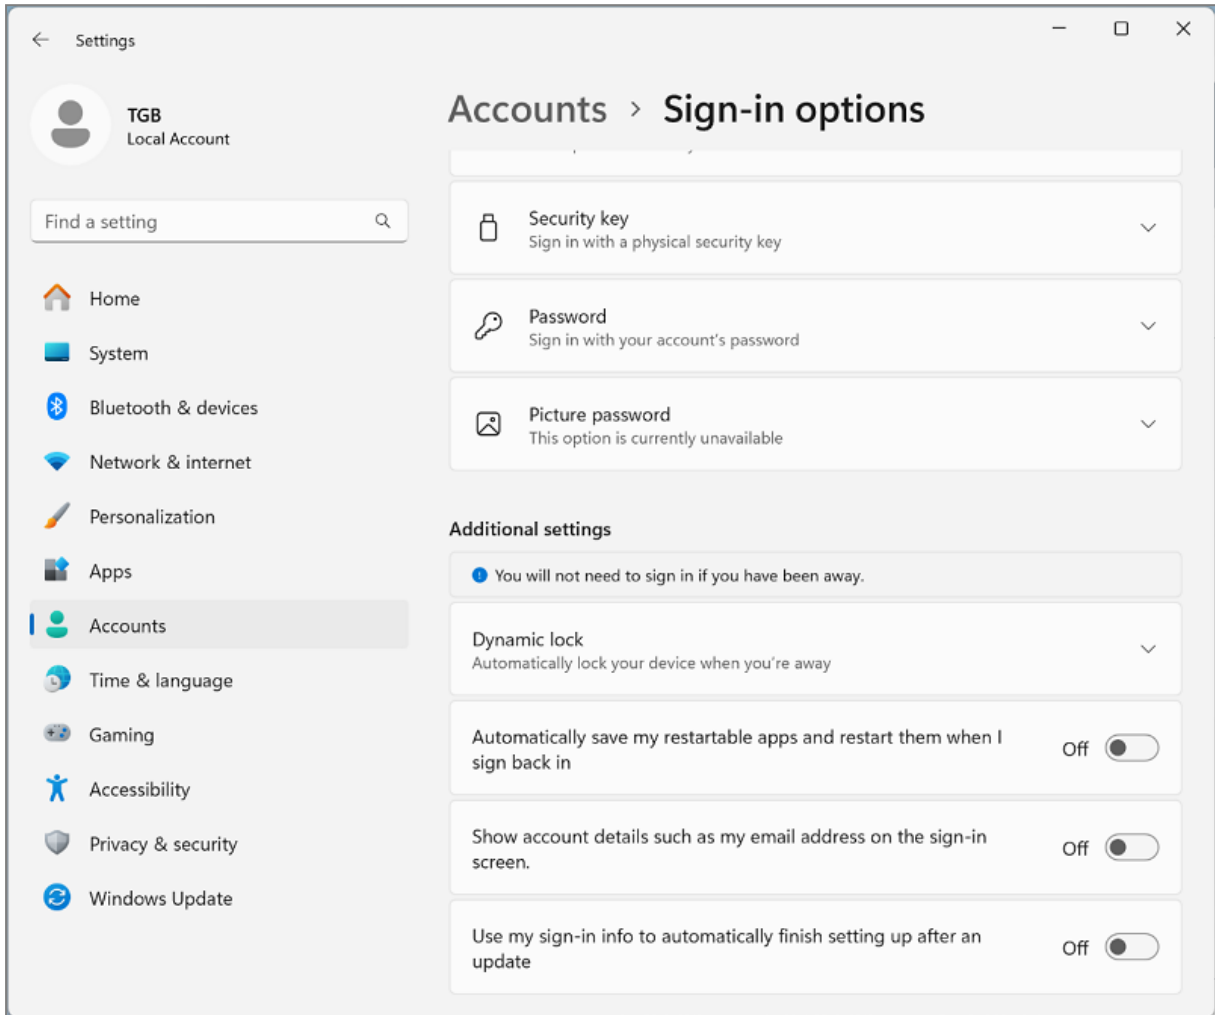 Settings
TGB
Local Account
Find a setting
Home
System
Bluetooth & devices
Network & internet
Personalization
Apps
Accounts
Time & language
Gaming
Accessibility
Privacy & security
Windows Update
Accounts > Sign-in options
Security key
Sign in with a physical security key
Password
Sign in with your account's password
Picture password
This option is currently unavailable
Additional settings
You will not need to sign in if you have been away.
Dynamic lock
Automatically lock your device when you're away
Automatically save my restartable apps and restart them when I
sign back in
Off
Show account details such as my email address on the sign-in
screen.
Off
Use my sign-in info to automatically finish setting up after an
update
Off